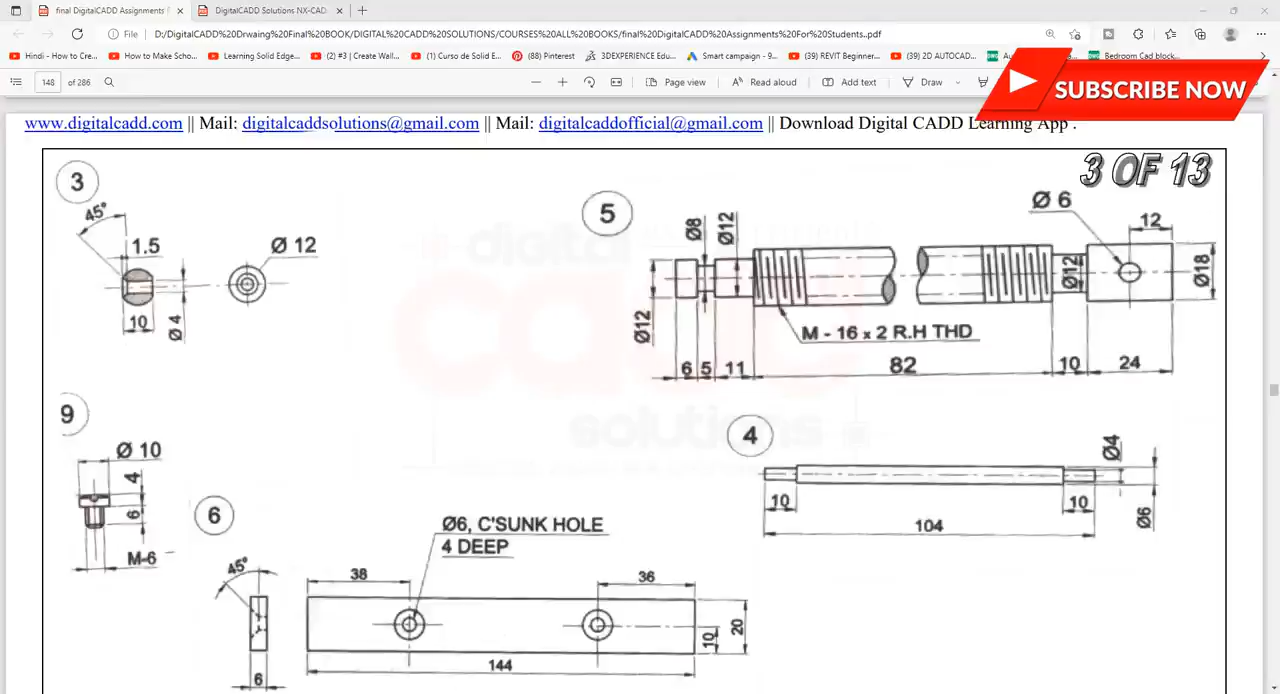 final DigitalCADD Assignments F
DigitalCADD Solutions NX-CAD
File
D:/DigitalCADD%20Drwaing%20Final%20BOOK/DIGITAL%20CADD%20SOLUTIONS/COURSES%20ALL%20BOOKS/final%20DigitalCADD%20Assignments%20For%20Students..pdf
Hindi - How to Cre...
How to Make Scho...
Learning Solid Edge...
(2) #3 | Creating...
(1) Curso de Solid E...
(88) Pinterest
3DEXPERIENCE Edu...
Smart campaign - 9...
(39) REVIT Beginner...
(39) 2D AUTOCAD...
Bedroom Cad block...
148 of 286
Page view
Read aloud
Add text
Draw
SUBSCRIBE NOW
www.digitalcadd.com || Mail: digitalcaddsolutions@gmail.com || Mail: digitalcaddofficial@gmail.com || Download Digital CADD Learning App .
3 OF 13
3
45°
1.5
Ø 12
10
Ø 4
5
Ø8
Ø12
Ø 6
12
Ø12
Ø18
Ø12
M - 16 x 2 R.H THD
6
5
11
82
10
24
digital
cadd
solutions
9
Ø 10
4
6
M-6
4
Ø4
10
10
104
Ø6
6
45°
Ø6, C'SUNK HOLE
4 DEEP
38
36
10
20
144
6